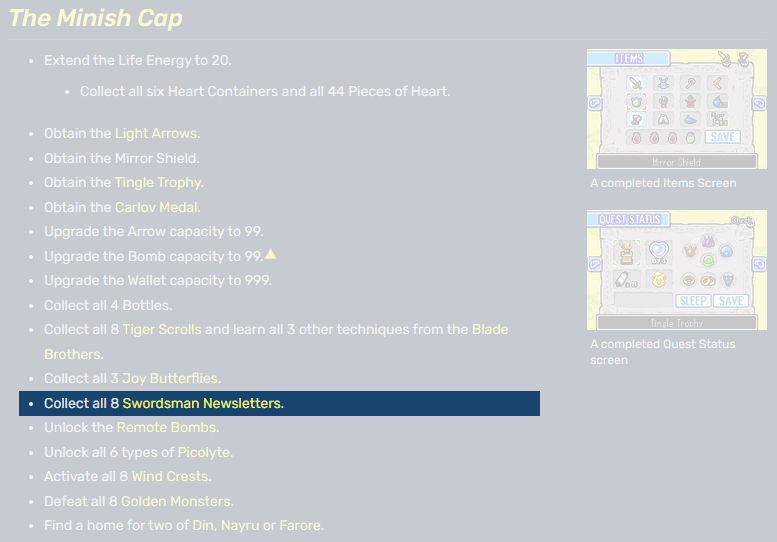 The Minish Cap
Extend the Life Energy to 20.
Collect all six Heart Containers and all 44 Pieces of Heart.
Obtain the Light Arrows.
Obtain the Mirror Shield.
Obtain the Tingle Trophy.
Obtain the Carlov Medal.
Upgrade the Arrow capacity to 99.
Upgrade the Bomb capacity to 99.
Upgrade the Wallet capacity to 999.
Collect all 4 Bottles.
Collect all 8 Tiger Scrolls and learn all 3 other techniques from the Blade
Brothers.
Collect all 3 Joy Butterflies.
Collect all 8 Swordsman Newsletters.
Unlock the Remote Bombs.
Unlock all 6 types of Picolyte.
Activate all 8 Wind Crests.
Defeat all 8 Golden Monsters.
Find a home for two of Din, Nayru or Farore.
ITEMS
SAVE
Mirror Shield
A completed Items Screen
QUEST STATUS
SLEEP SAVE
Tingle Trophy
A completed Quest Status
screen